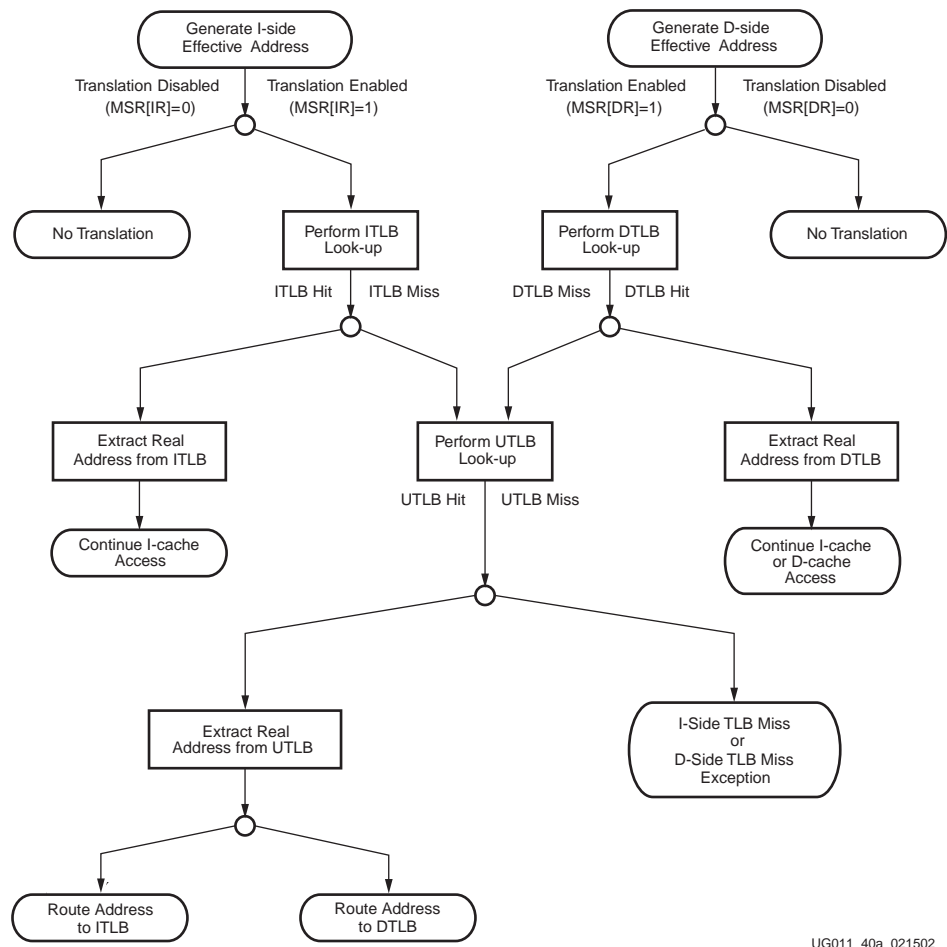 Generate I-side
Effective Address
Generate D-side
Effective Address
Translation Disabled
(MSR[IR]=0)
Translation Enabled
(MSR[IR]=1)
Translation Enabled
(MSR[DR]=1)
Translation Disabled
(MSR[DR]=0)
No Translation
Perform ITLB
Look-up
Perform DTLB
Look-up
No Translation
ITLB Hit
ITLB Miss
DTLB Miss
DTLB Hit
Extract Real
Address from ITLB
Perform UTLB
Look-up
Extract Real
Address from DTLB
UTLB Hit
UTLB Miss
Continue I-cache
Access
Continue I-cache
or D-cache
Access
Extract Real
Address from UTLB
I-Side TLB Miss
or
D-Side TLB Miss
Exception
Route Address
to ITLB
Route Address
to DTLB
UG011_40a_021502